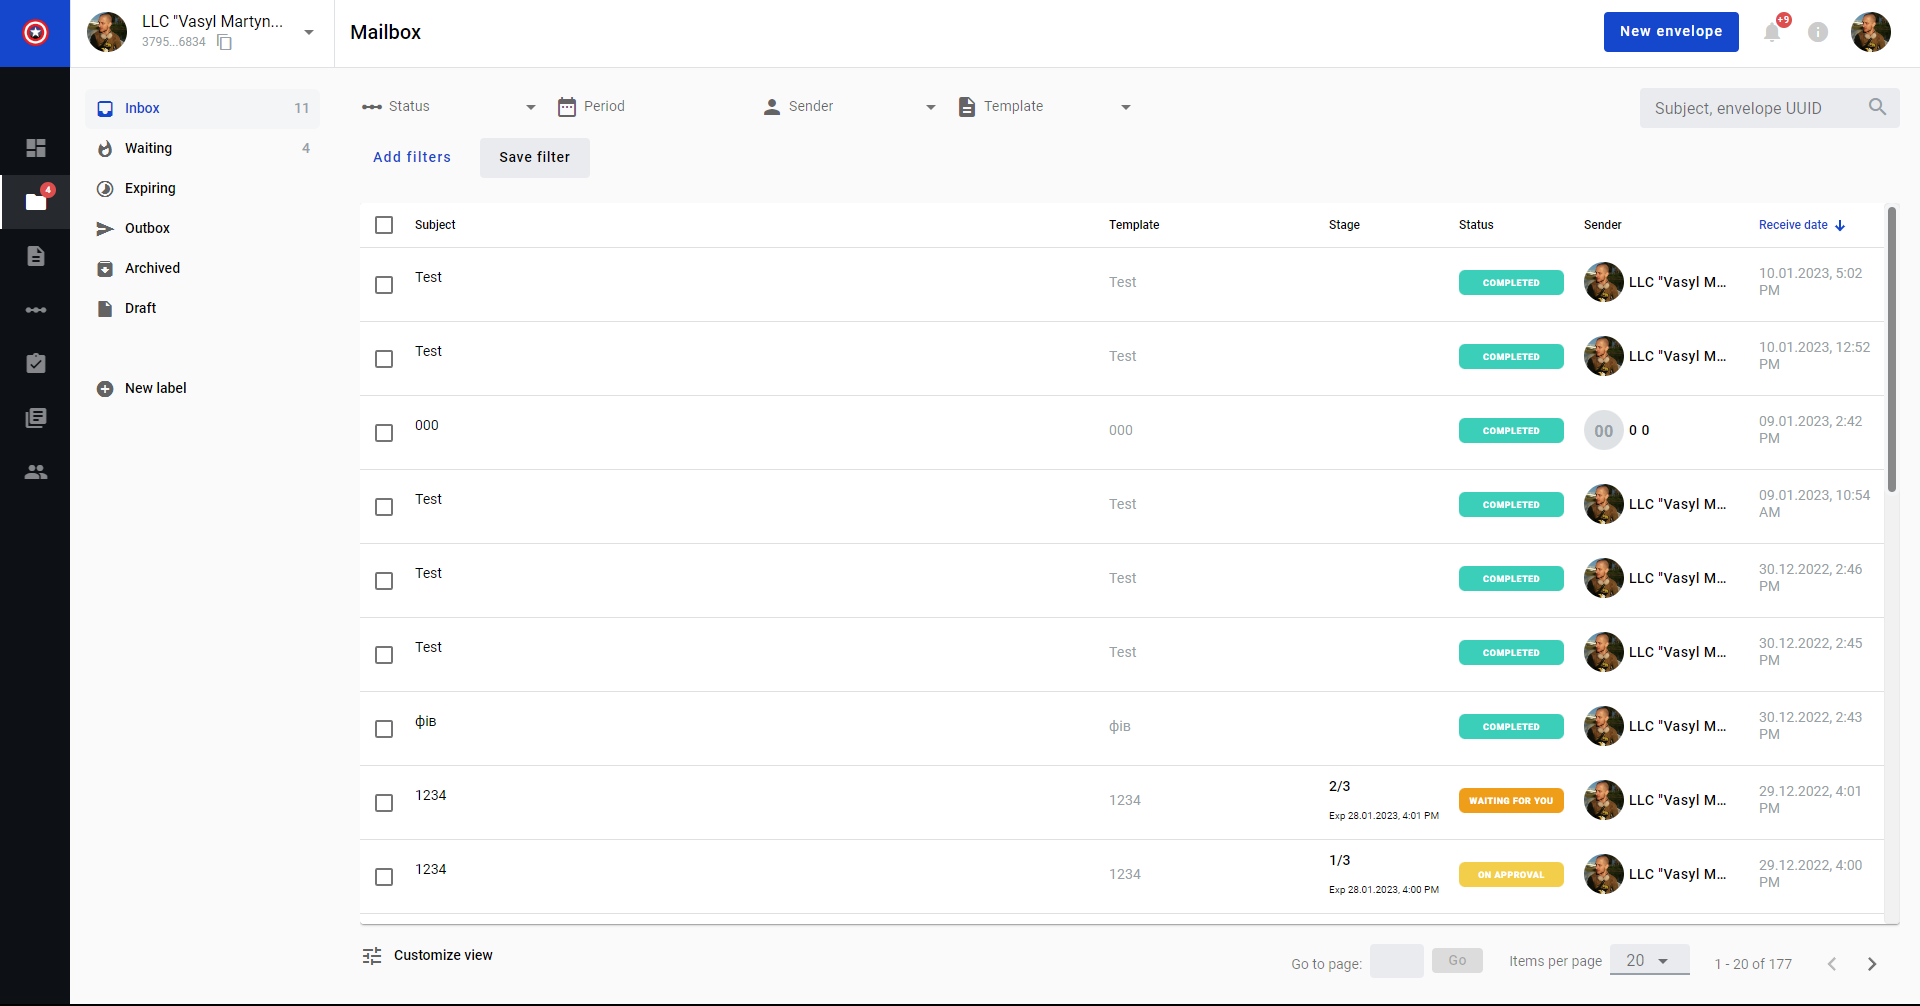 LLC "Vasyl Martyn...
3795...6834
Mailbox
New envelope
+9
Inbox 11
Waiting 4
Expiring
Outbox
Archived
Draft
New label
4
Status
Period
Sender
Template
Subject, envelope UUID
Add filters
Save filter
Subject Template Stage Status Sender Receive date
Test Test COMPLETED LLC "Vasyl M... 10.01.2023, 5:02
PM
Test Test COMPLETED LLC "Vasyl M... 10.01.2023, 12:52
PM
000 000 COMPLETED 00 0 0 09.01.2023, 2:42
PM
Test Test COMPLETED LLC "Vasyl M... 09.01.2023, 10:54
AM
Test Test COMPLETED LLC "Vasyl M... 30.12.2022, 2:46
PM
Test Test COMPLETED LLC "Vasyl M... 30.12.2022, 2:45
PM
фів фів COMPLETED LLC "Vasyl M... 30.12.2022, 2:43
PM
1234 1234 2/3 WAITING FOR YOU LLC "Vasyl M... 29.12.2022, 4:01
Exp 28.01.2023, 4:01 PM PM
1234 1234 1/3 ON APPROVAL LLC "Vasyl M... 29.12.2022, 4:00
Exp 28.01.2023, 4:00 PM PM
Customize view
Go to page: Go Items per page 20 1 - 20 of 177